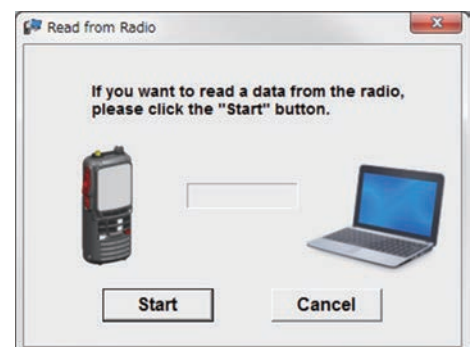 Read from Radio
If you want to read a data from the radio,
please click the "Start" button.
Start
Cancel